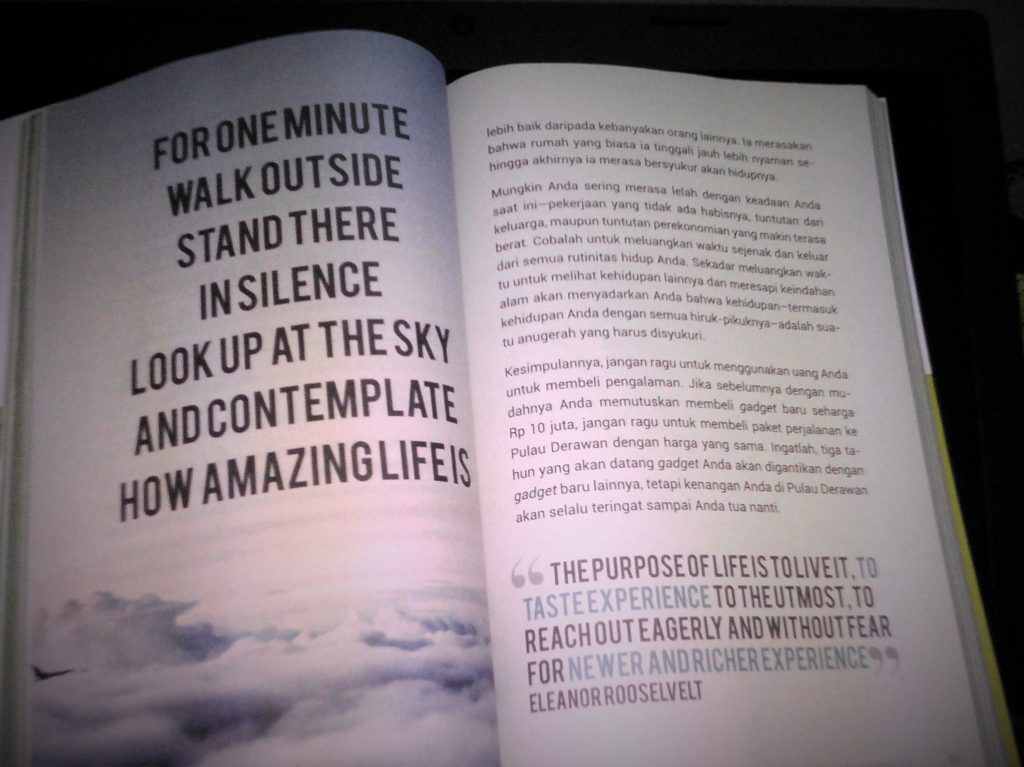 FOR ONE MINUTE
WALK OUTSIDE
STAND THERE
IN SILENCE
LOOK UP AT THE SKY
AND CONTEMPLATE
HOW AMAZING LIFE IS
lebih baik daripada kebanyakan orang lainnya. Ia merasakan
bahwa rumah yang biasa ia tinggali jauh lebih nyaman se-
hingga akhirnya ia merasa bersyukur akan hidupnya.
Mungkin Anda sering merasa lelah dengan keadaan Anda
saat ini—pekerjaan yang tidak ada habisnya, tuntutan dari
keluarga, maupun tuntutan perekonomian yang makin terasa
berat. Cobalah untuk meluangkan waktu sejenak dan keluar
dari semua rutinitas hidup Anda. Sekadar meluangkan wak-
tu untuk melihat kehidupan lainnya dan meresapi keindahan
alam akan menyadarkan Anda bahwa kehidupan—termasuk
kehidupan Anda dengan semua hiruk-pikuknya—adalah sua-
tu anugerah yang harus disyukuri.
Kesimpulannya, jangan ragu untuk menggunakan uang Anda
untuk membeli pengalaman. Jika sebelumnya dengan mu-
dahnya Anda memutuskan membeli gadget baru seharga
Rp 10 juta, jangan ragu untuk membeli paket perjalanan ke
Pulau Derawan dengan harga yang sama. Ingatlah, tiga ta-
hun yang akan datang gadget Anda akan digantikan dengan
gadget baru lainnya, tetapi kenangan Anda di Pulau Derawan
akan selalu teringat sampai Anda tua nanti.
“THE PURPOSE OF LIFE IS TO LIVE IT, TO
TASTE EXPERIENCE TO THE UTMOST, TO
REACH OUT EAGERLY AND WITHOUT FEAR
FOR NEWER AND RICHER EXPERIENCE”
ELEANOR ROOSELVELT